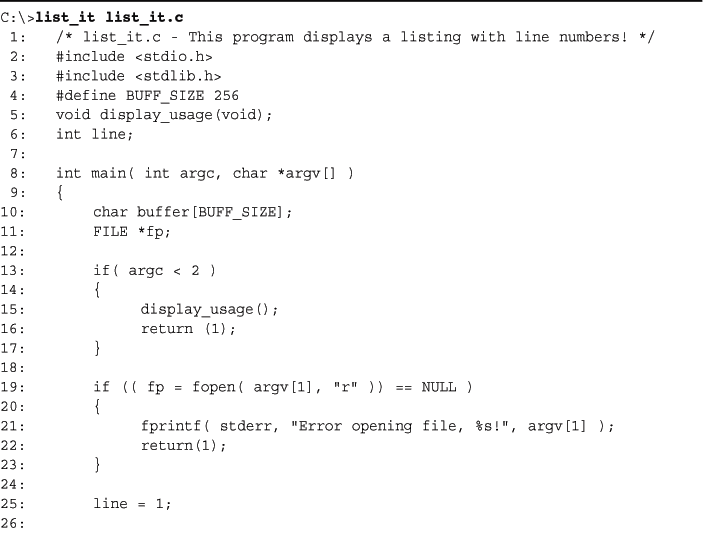 C:\>list_it list_it.c
1: /* list_it.c - This program displays a listing with line numbers! */
2: #include <stdio.h>
3: #include <stdlib.h>
4: #define BUFF_SIZE 256
5: void display_usage(void);
6: int line;
7:
8: int main( int argc, char *argv[] )
9: {
10: char buffer[BUFF_SIZE];
11: FILE *fp;
12:
13: if( argc < 2 )
14: {
15: display_usage();
16: return (1);
17: }
18:
19: if (( fp = fopen( argv[1], "r" )) == NULL )
20: {
21: fprintf( stderr, "Error opening file, %s!", argv[1] );
22: return(1);
23: }
24:
25: line = 1;
26: